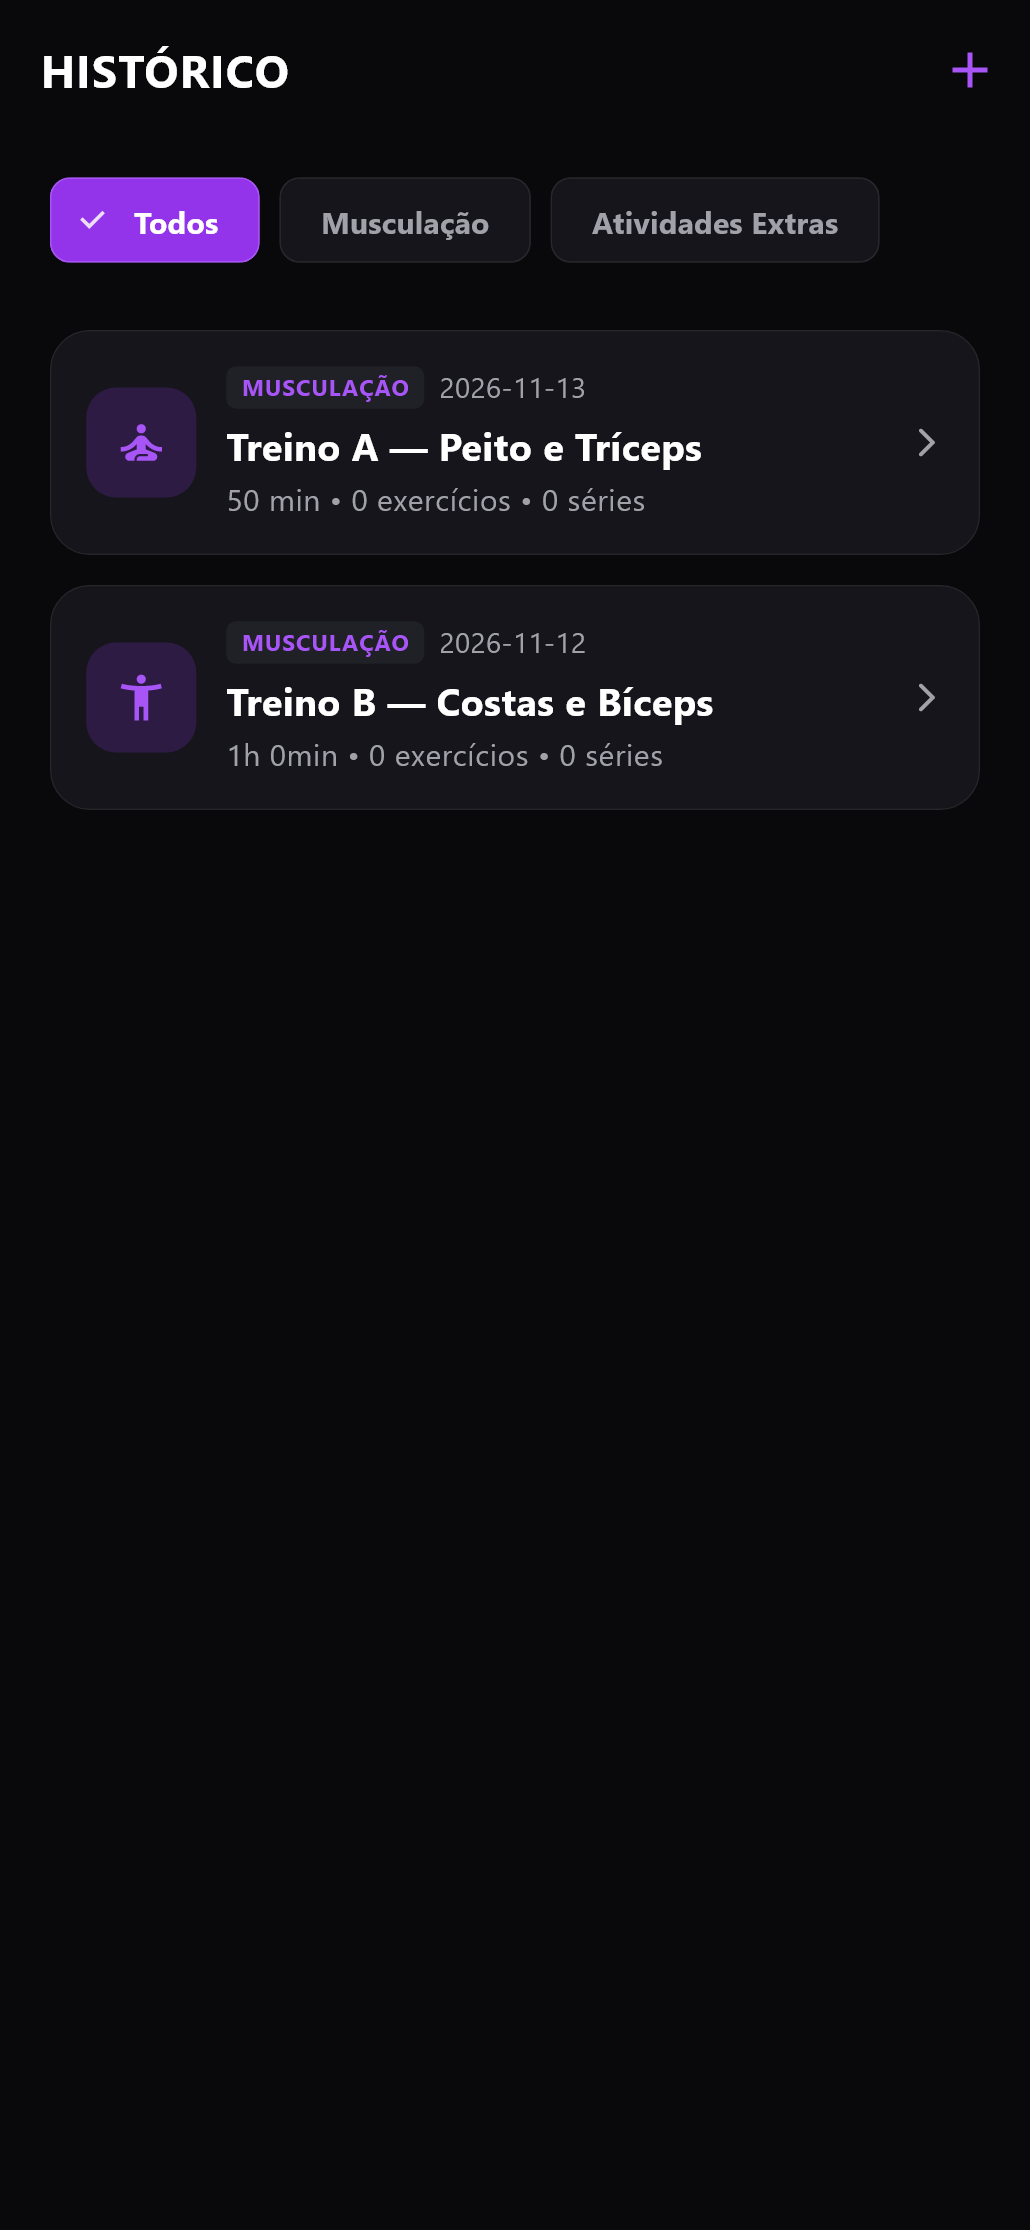 HISTÓRICO
Todos
Musculação
Atividades Extras
MUSCULAÇÃO 2026-11-13
Treino A — Peito e Tríceps
50 min • 0 exercícios • 0 séries
MUSCULAÇÃO 2026-11-12
Treino B — Costas e Bíceps
1h 0min • 0 exercícios • 0 séries